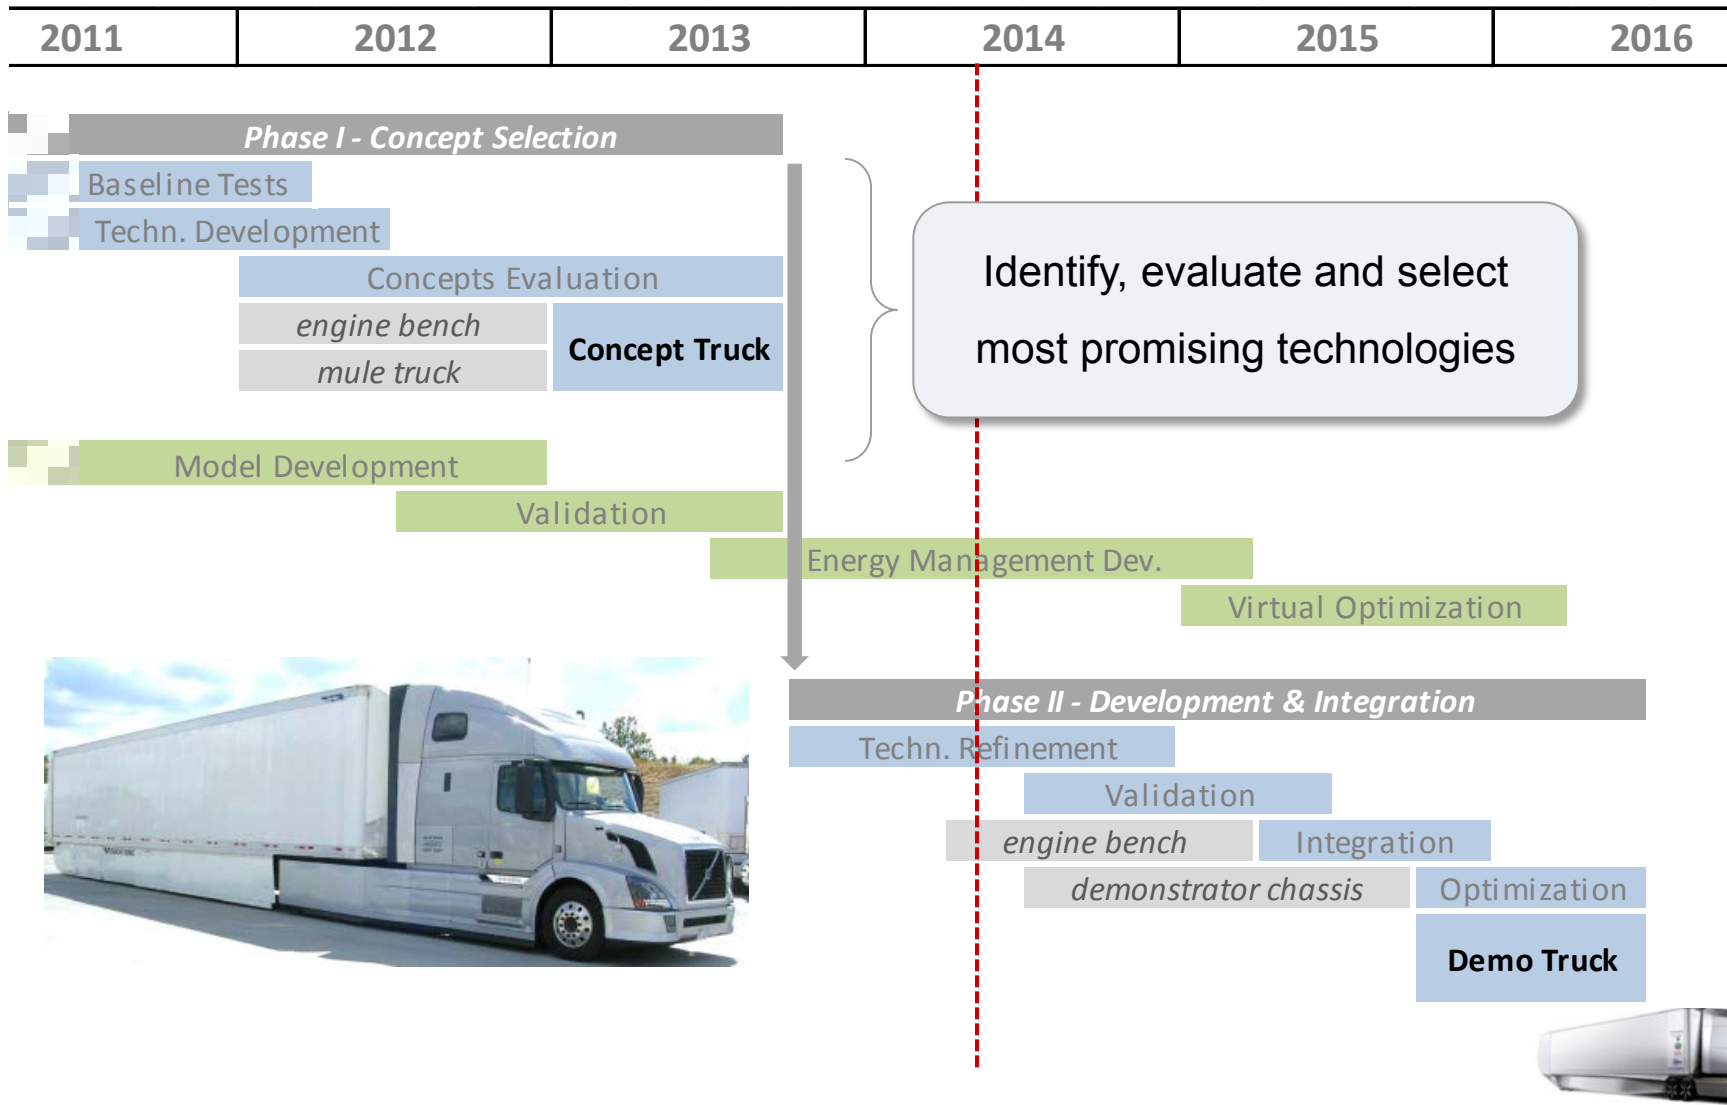 2011 2012 2013 2014 2015 2016
Phase I - Concept Selection
Baseline Tests
Techn. Development
Concepts Evaluation
engine bench
mule truck
Concept Truck
Identify, evaluate and select
most promising technologies
Model Development
Validation
Energy Management Dev.
Virtual Optimization
Phase II - Development & Integration
Techn. Refinement
Validation
engine bench
Integration
demonstrator chassis
Optimization
Demo Truck